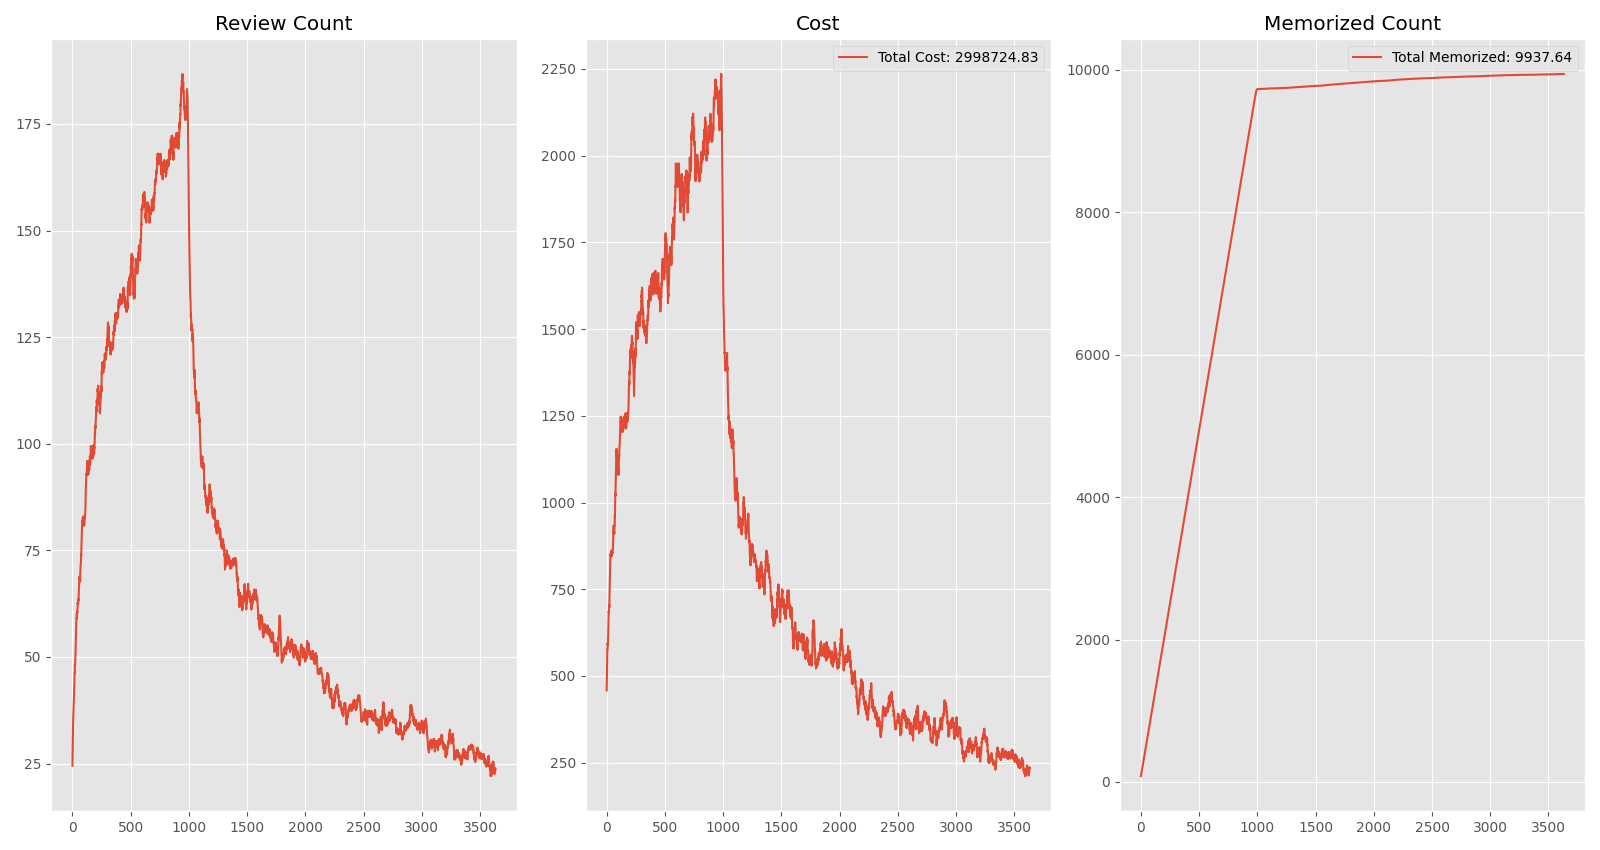 Review Count
175
150
125
100
75
50
25
0 500 1000 1500 2000 2500 3000 3500
Cost
Total Cost: 2998724.83
2250
2000
1750
1500
1250
1000
750
500
250
0 500 1000 1500 2000 2500 3000 3500
Memorized Count
Total Memorized: 9937.64
10000
8000
6000
4000
2000
0
0 500 1000 1500 2000 2500 3000 3500